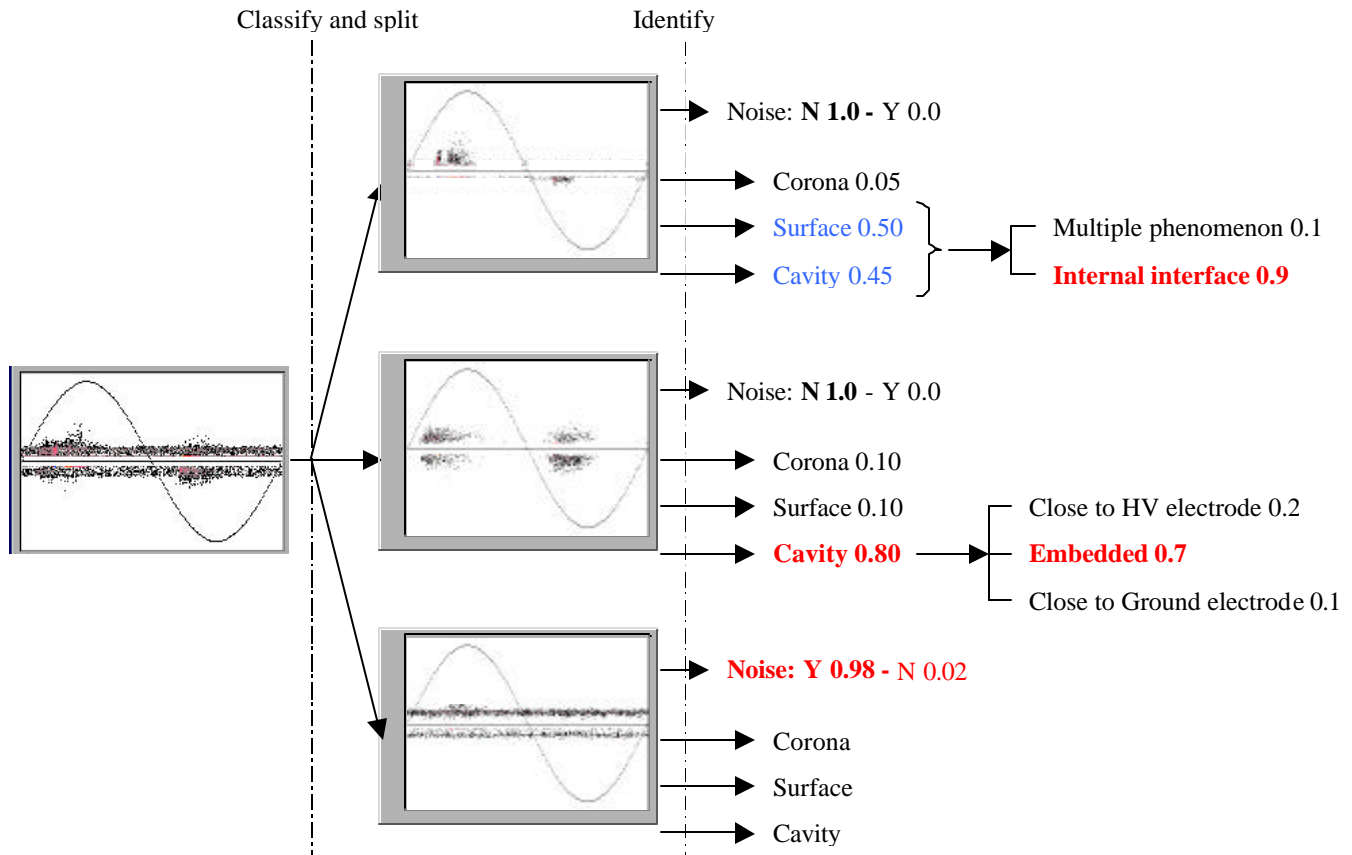 Classify and split
Identify
Noise: N 1.0 - Y 0.0
Corona 0.05
Surface 0.50
Cavity 0.45
Multiple phenomenon 0.1
Internal interface 0.9
Noise: N 1.0 - Y 0.0
Corona 0.10
Surface 0.10
Cavity 0.80
Close to HV electrode 0.2
Embedded 0.7
Close to Ground electrode 0.1
Noise: Y 0.98 - N 0.02
Corona
Surface
Cavity